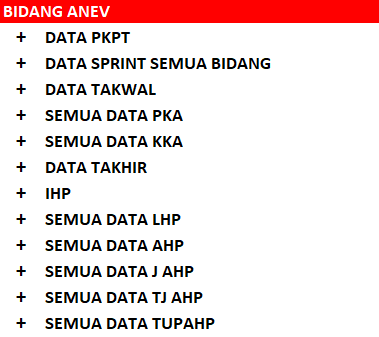 BIDANG ANEV
+ DATA PKPT
+ DATA SPRINT SEMUA BIDANG
+ DATA TAKWAL
+ SEMUA DATA PKA
+ SEMUA DATA KKA
+ DATA TAKHIR
+ IHP
+ SEMUA DATA LHP
+ SEMUA DATA AHP
+ SEMUA DATA J AHP
+ SEMUA DATA TJ AHP
+ SEMUA DATA TUPAHP